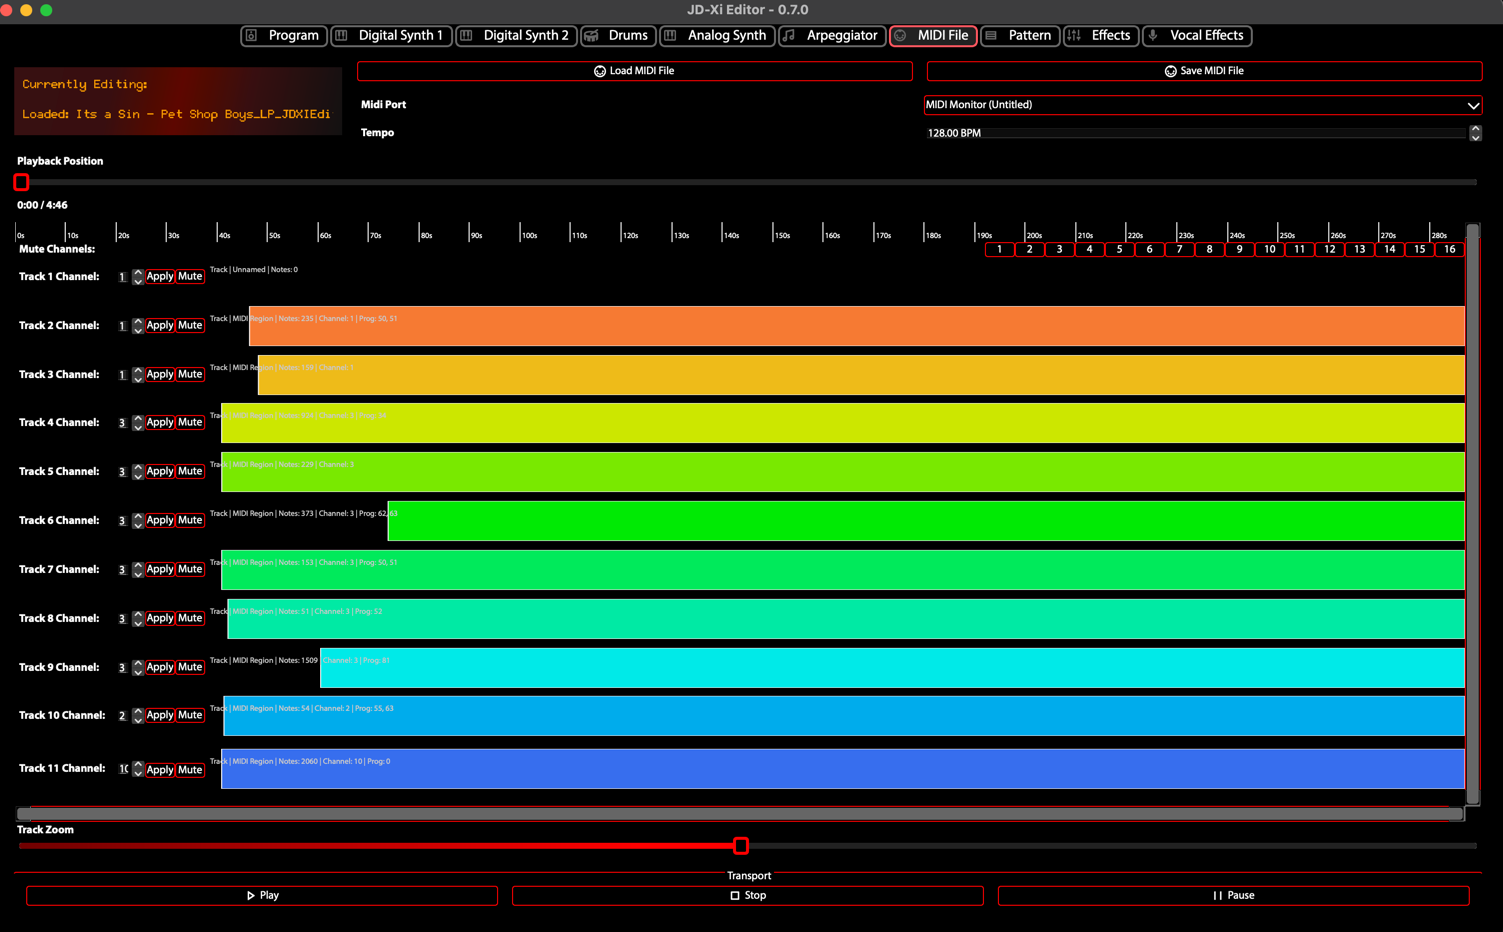 JD-Xi Editor - 0.7.0
Program Digital Synth 1 Digital Synth 2 Drums Analog Synth Arpeggiator MIDI File Pattern Effects Vocal Effects
Currently Editing:
Loaded: Its a Sin - Pet Shop Boys_LP_JDXIEdi
Load MIDI File Save MIDI File
Midi Port MIDI Monitor (Untitled)
Tempo 128.00 BPM
Playback Position
0:00 / 4:46
0s 10s 20s 30s 40s 50s 60s 70s 80s 90s 100s 110s 120s 130s 140s 150s 160s 170s 180s 190s 200s 210s 220s 230s 240s 250s 260s 270s 280s
Mute Channels: 1 2 3 4 5 6 7 8 9 10 11 12 13 14 15 16
Track 1 Channel: 1 Apply Mute Track | Unnamed | Notes: 0
Track 2 Channel: 1 Apply Mute Track | MIDI Region | Notes: 235 | Channel: 1 | Prog: 50, 51
Track 3 Channel: 1 Apply Mute Track | MIDI Region | Notes: 159 | Channel: 1
Track 4 Channel: 3 Apply Mute Track | MIDI Region
Track 5 Channel: 3 Apply Mute Track | MIDI Region | Notes: 229 | Channel: 3
Track 6 Channel: 3 Apply Mute Track | MIDI Region | Notes: 373 | Channel: 3 | Prog: 62, 63
Track 7 Channel: 3 Apply Mute Track | MIDI Region | Notes: 153 | Channel: 3 | Prog: 50, 51
Track 8 Channel: 3 Apply Mute Track | MIDI Region | Notes: 51 | Channel: 3 | Prog: 52
Track 9 Channel: 3 Apply Mute Track | MIDI Region | Notes: 1509 | Channel: 3 | Prog: 81
Track 10 Channel: 2 Apply Mute Track | MIDI Region | Notes: 54 | Channel: 2 | Prog: 55, 63
Track 11 Channel: 10 Apply Mute Track | MIDI Region | Notes: 2060 | Channel: 10 | Prog: 0
Track Zoom
Transport
Play Stop Pause